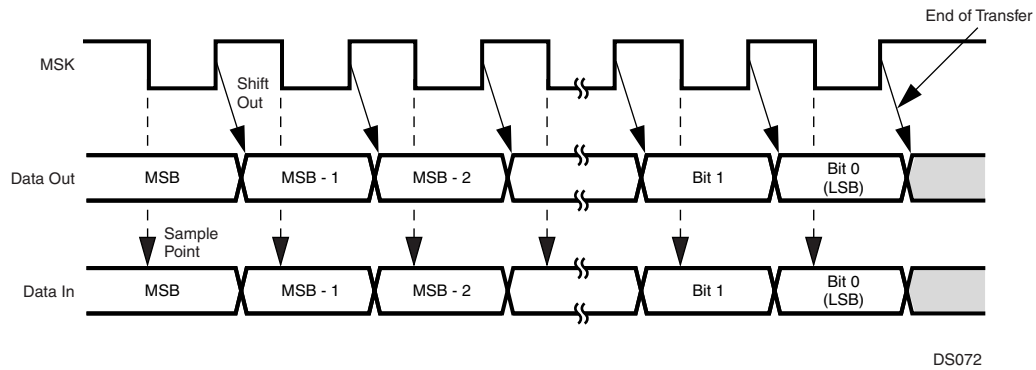 End of Transfer
MSK
Shift
Out
Data Out
MSB
MSB - 1
MSB - 2
Bit 1
Bit 0
(LSB)
Sample
Point
Data In
MSB
MSB - 1
MSB - 2
Bit 1
Bit 0
(LSB)
DS072